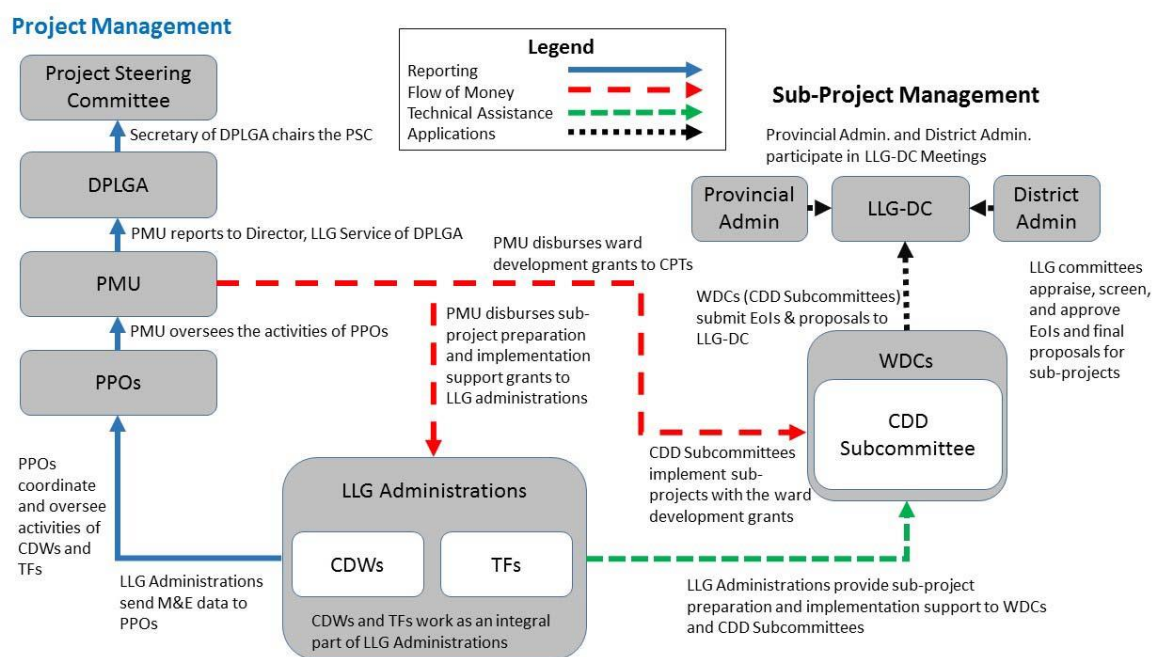 Project Management
Legend
Reporting
Flow of Money
Technical Assistance
Applications
Project Steering
Committee
Secretary of DPLGA chairs the PSC
DPLGA
PMU reports to Director, LLG Service of DPLGA
PMU
PMU oversees the activities of PPOs
PPOs
PPOs
coordinate
and oversee
activities of
CDWs and
TFs
LLG Administrations
send M&E data to
PPOs
PMU disburses ward
development grants to CPTs
PMU disburses sub-
project preparation
and implementation
support grants to
LLG administrations
LLG Administrations
CDWs
TFs
CDWs and TFs work as an integral
part of LLG Administrations
Sub-Project Management
Provincial Admin. and District Admin.
participate in LLG-DC Meetings
Provincial
Admin
LLG-DC
District
Admin
WDCs (CDD Subcommittees)
submit EoIs & proposals to
LLG-DC
LLG committees
appraise, screen,
and approve
EoIs and final
proposals for
sub-projects
WDCs
CDD
Subcommittee
CDD Subcommittees
implement sub-
projects with the ward
development grants
LLG Administrations provide sub-project
preparation and implementation support to WDCs
and CDD Subcommittees